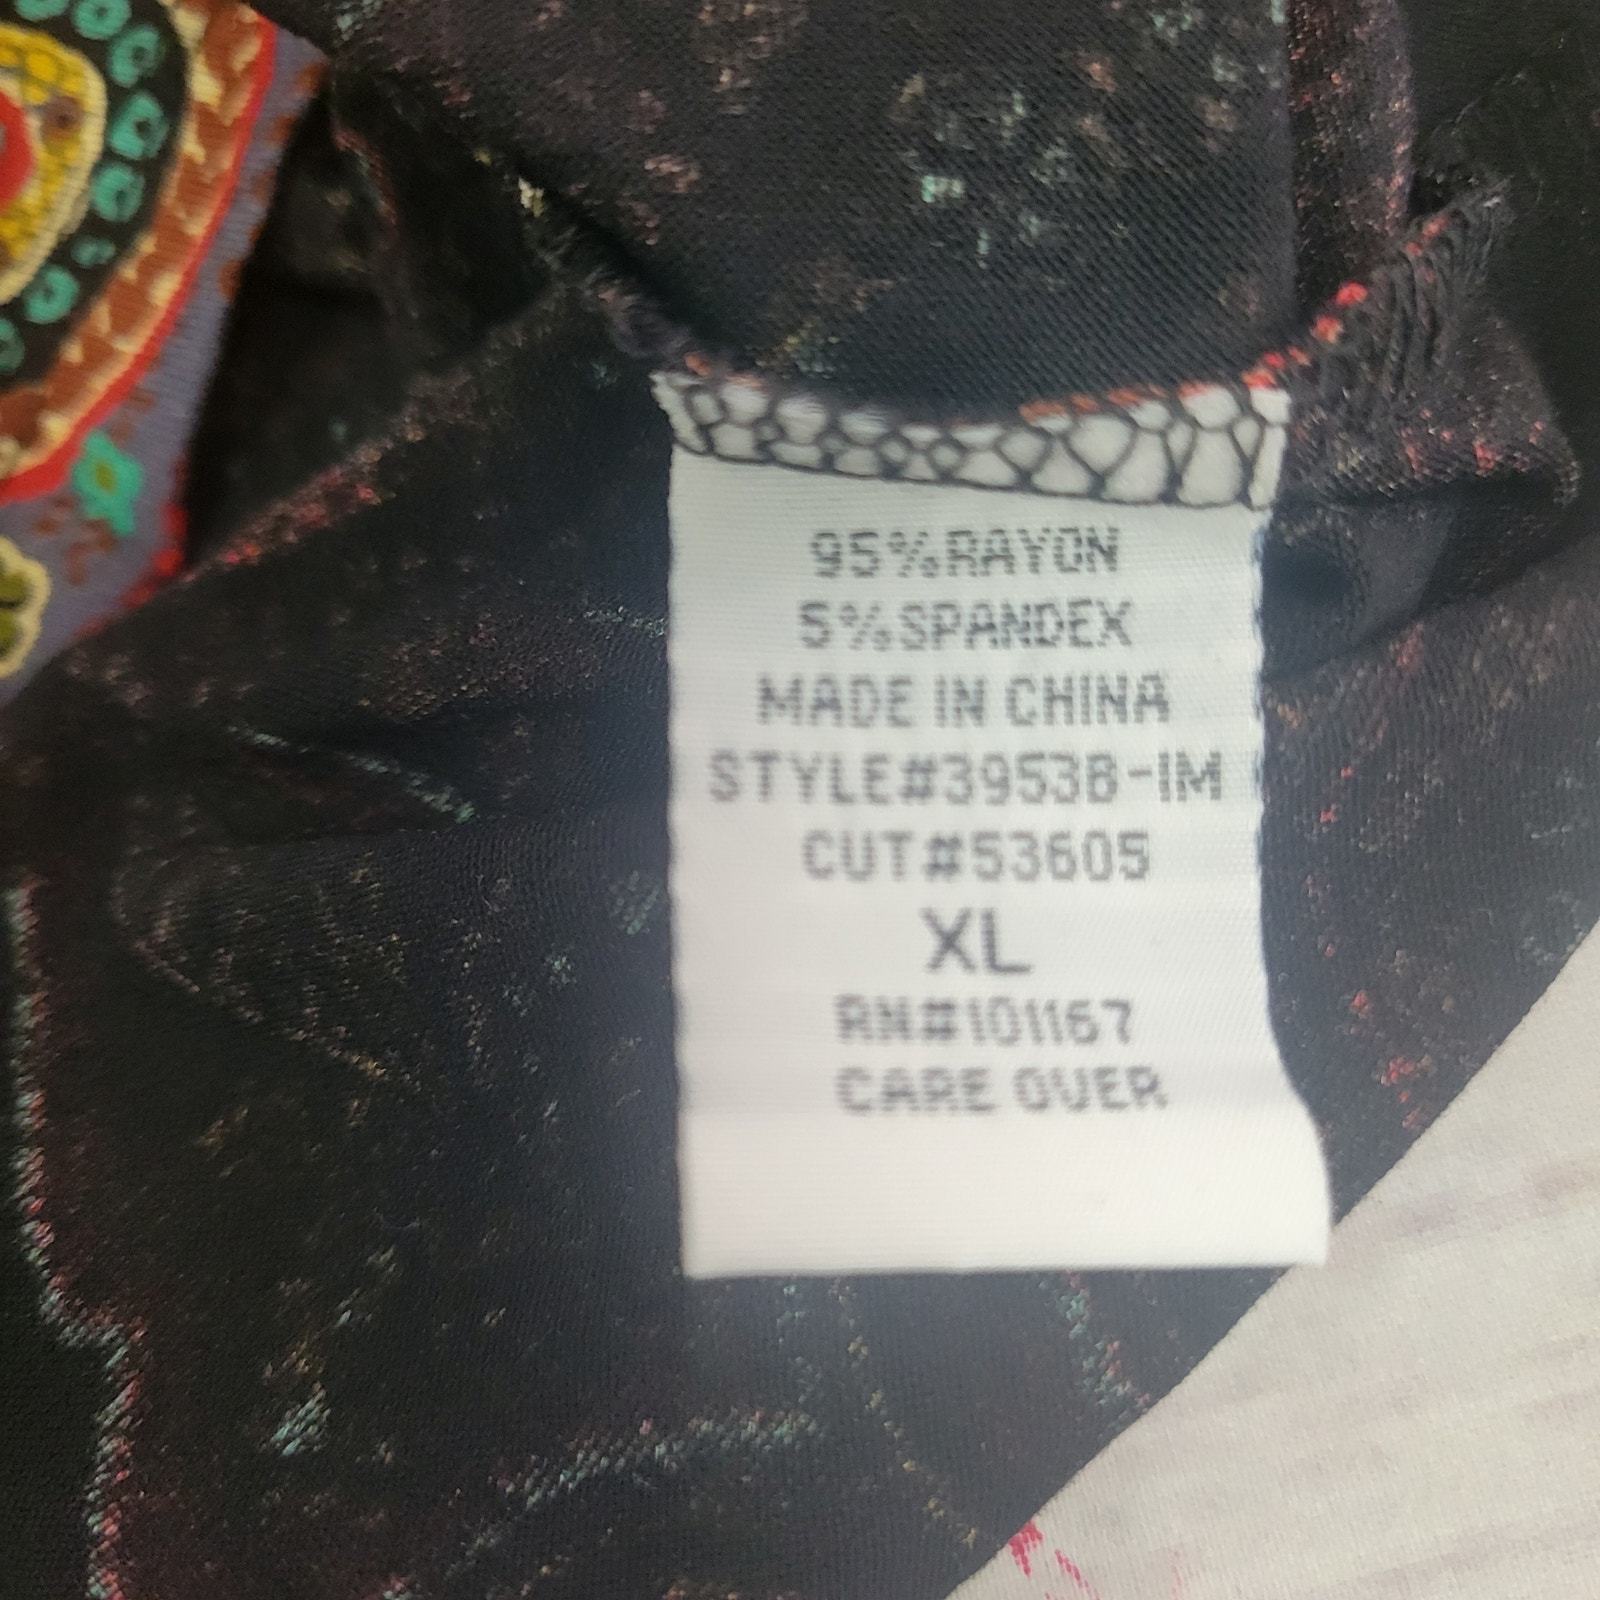 95%RAYON
5%SPANDEX
MADE IN CHINA
STYLE#3953B-IM
CUT#53605
XL
RN#101167
CARE OVER